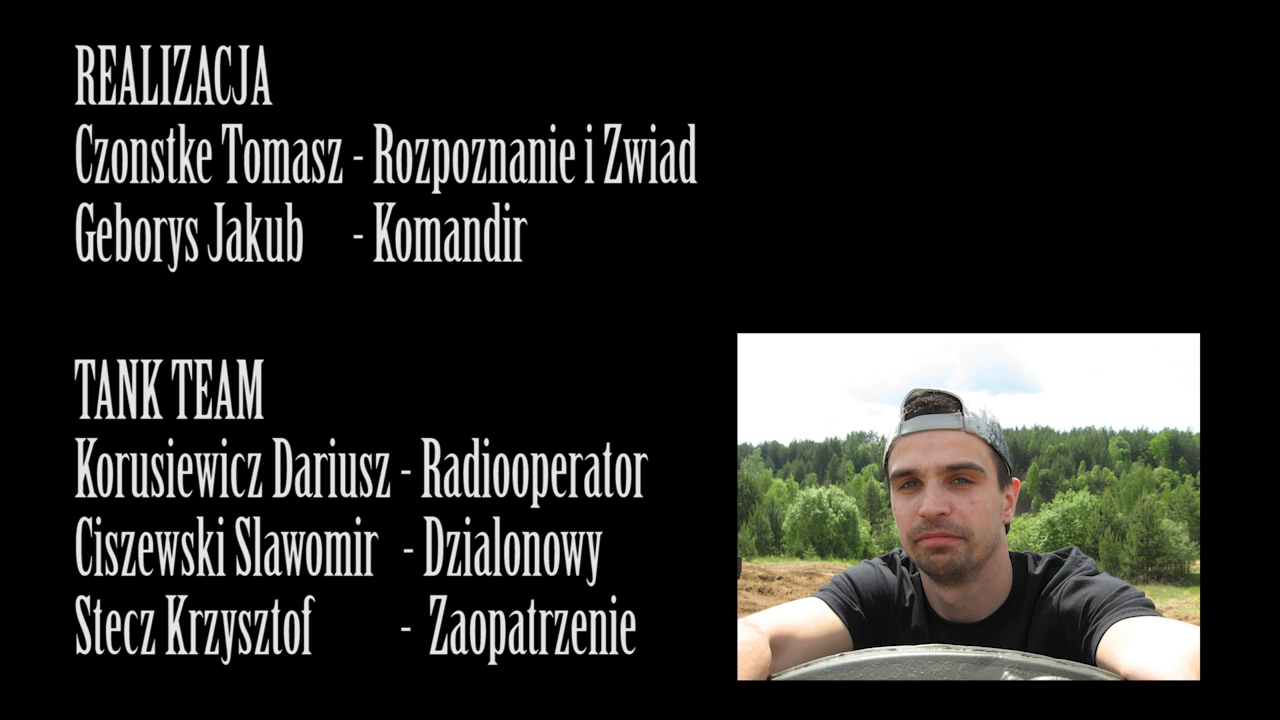 REALIZACJA
Czonstke Tomasz - Rozpoznanie i Zwiad
Geborys Jakub - Komandir
TANK TEAM
Korusiewicz Dariusz - Radiooperator
Ciszewski Slawomir - Dzialonowy
Stecz Krzysztof - Zaopatrzenie